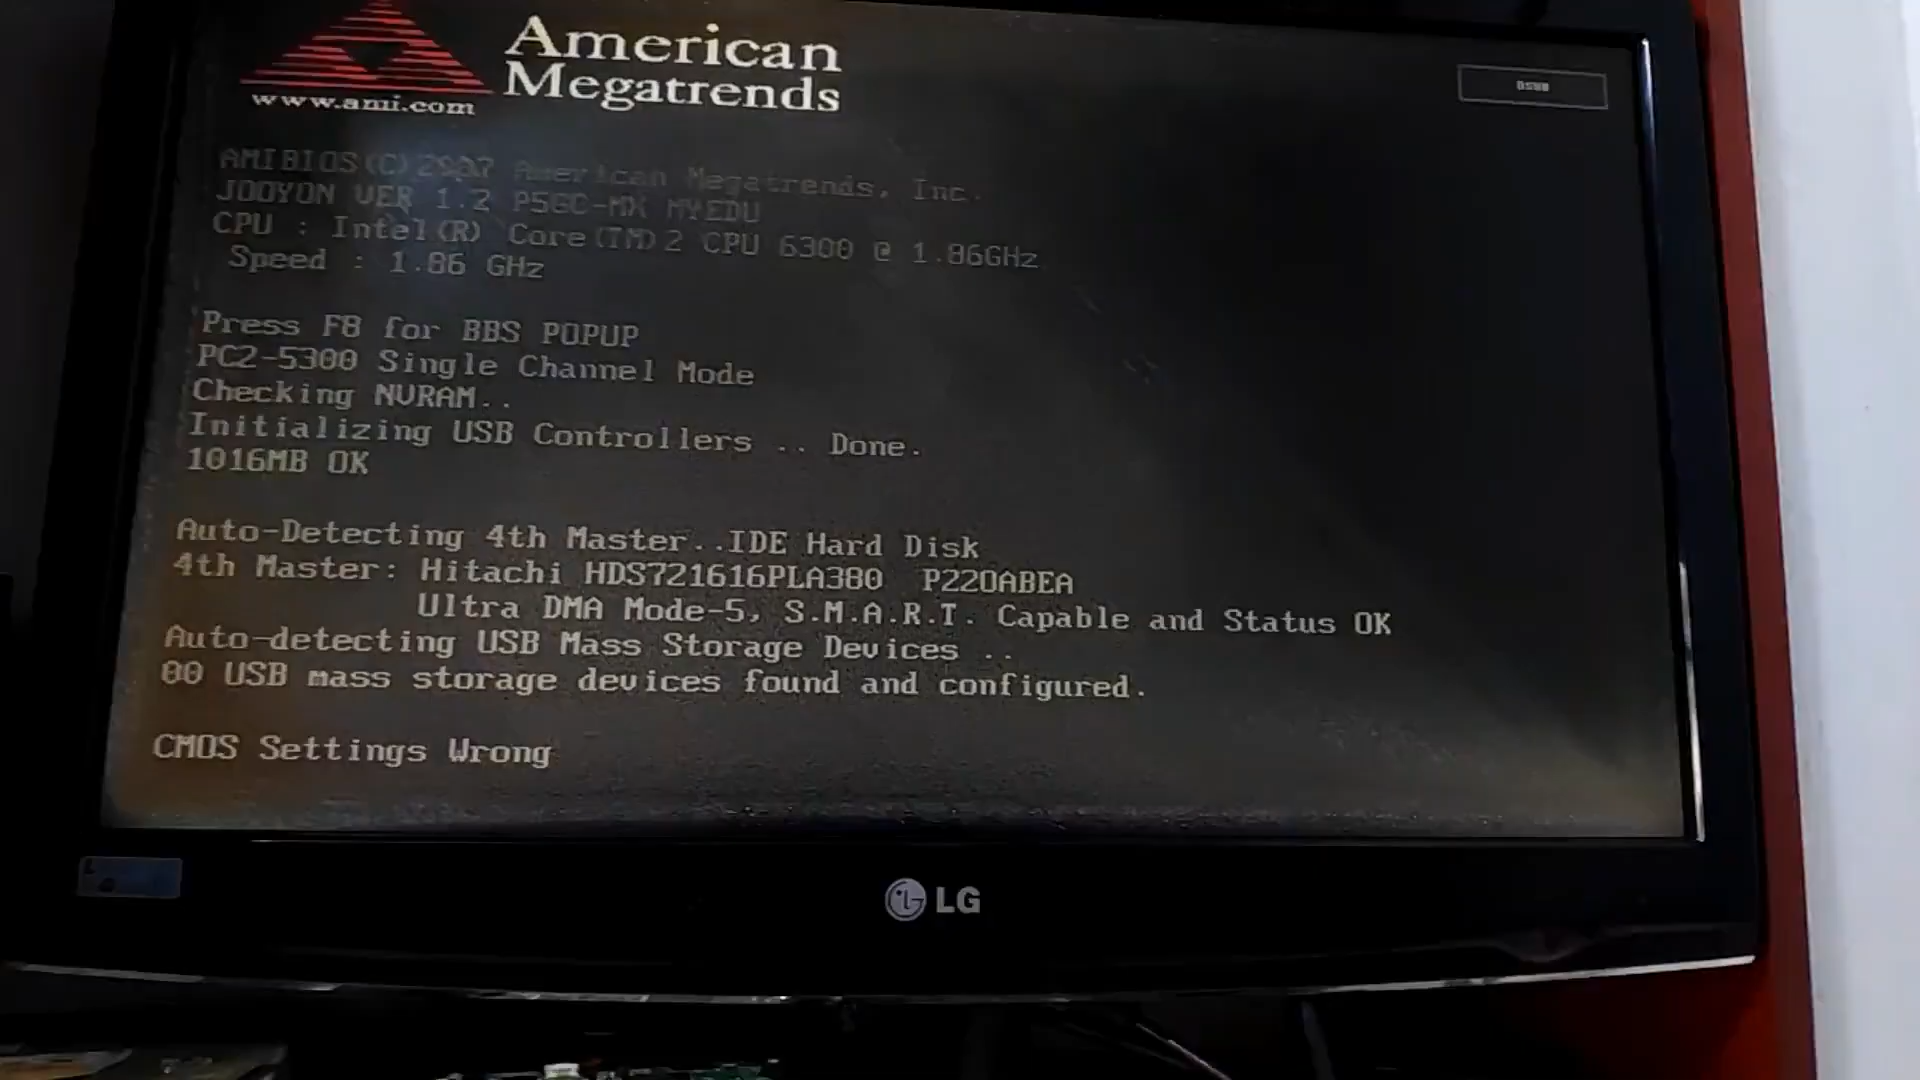 American
Megatrends
www.ami.com
DSUB
AMIBIOS(C)2007 American Megatrends, Inc.
JOOYON VER 1.2 P5GC-MX MYEDU
CPU : Intel(R) Core(TM)2 CPU 6300 @ 1.86GHz
Speed : 1.86 GHz
Press F8 for BBS POPUP
PC2-5300 Single Channel Mode
Checking NVRAM..
Initializing USB Controllers .. Done.
1016MB OK
Auto-Detecting 4th Master..IDE Hard Disk
4th Master: Hitachi HDS721616PLA380 P22OABEA
Ultra DMA Mode-5, S.M.A.R.T. Capable and Status OK
Auto-detecting USB Mass Storage Devices ..
00 USB mass storage devices found and configured.
CMOS Settings Wrong
LG